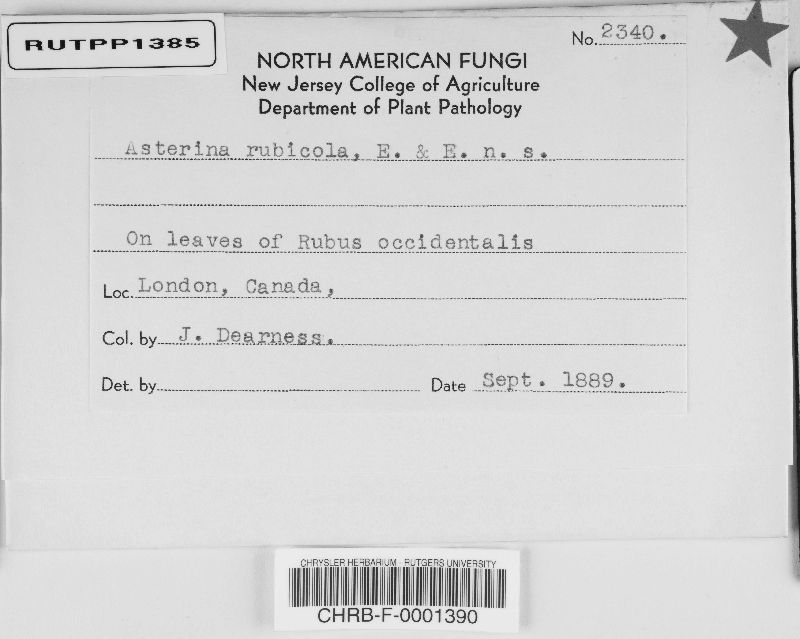 RUTPP1385
No. 2340.
NORTH AMERICAN FUNGI
New Jersey College of Agriculture
Department of Plant Pathology
Asterina rubicola, E. & E. n. s.
On leaves of Rubus occidentalis
Loc. London, Canada,
Col. by J. Dearness.
Det. by
Date Sept. 1889.
CHRYSLER HERBARIUM - RUTGERS UNIVERSITY
CHRB-F-0001390